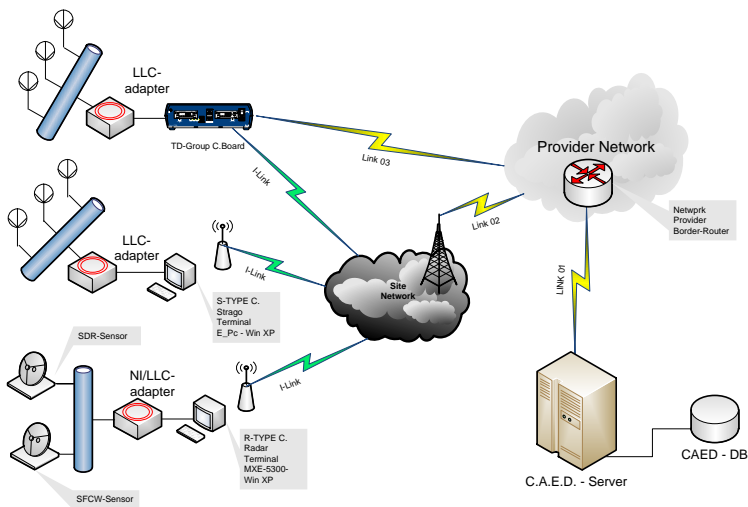 LLC-
adapter
TD-Group C.Board
Link 03
I-Link
Provider Network
Netwprk
Provider
Border-Router
Link 02
LLC-
adapter
I-Link
Site
Network
LINK 01
S-TYPE C.
Strago
Terminal
E_Pc - Win XP
SDR-Sensor
NI/LLC-
adapter
I-Link
R-TYPE C.
Radar
Terminal
MXE-5300-
Win XP
SFCW-Sensor
C.A.E.D. - Server
CAED - DB